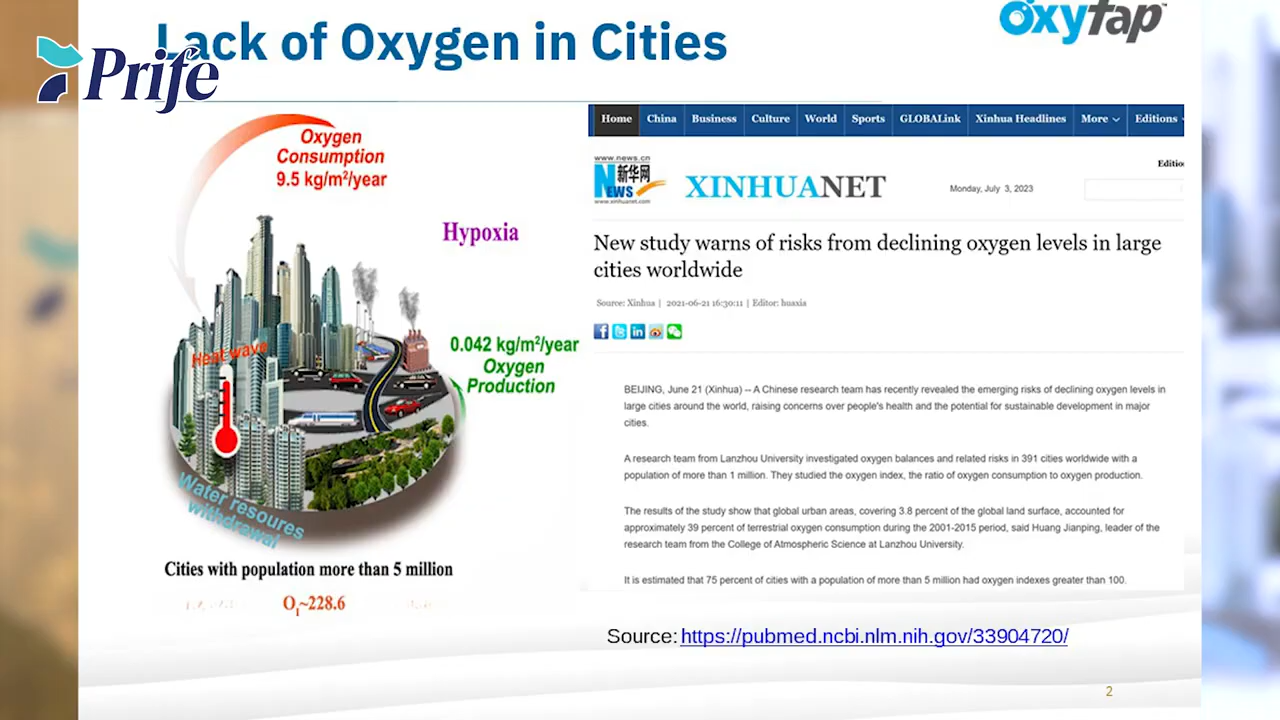 Lack of Oxygen in Cities
oxyTap™
Prife
Oxygen
Consumption
9.5 kg/m²/year
Hypoxia
Heat wave
0.042 kg/m²/year
Oxygen
Production
Water resoures
withdrawal
Cities with population more than 5 million
O₁~228.6
Home China Business Culture World Sports GLOBALink Xinhua Headlines More Editions
www.news.cn
新华网
NEWS
www.xinhuanet.com
XINHUANET
Monday, July 3, 2023
Editio
New study warns of risks from declining oxygen levels in large
cities worldwide
Source: Xinhua | 2021-06-21 16:30:11 | Editor: huaxia
BEIJING, June 21 (Xinhua) -- A Chinese research team has recently revealed the emerging risks of declining oxygen levels in
large cities around the world, raising concerns over people's health and the potential for sustainable development in major
cities.
A research team from Lanzhou University investigated oxygen balances and related risks in 391 cities worldwide with a
population of more than 1 million. They studied the oxygen index, the ratio of oxygen consumption to oxygen production.
The results of the study show that global urban areas, covering 3.8 percent of the global land surface, accounted for
approximately 39 percent of terrestrial oxygen consumption during the 2001-2015 period, said Huang Jianping, leader of the
research team from the College of Atmospheric Science at Lanzhou University.
It is estimated that 75 percent of cities with a population of more than 5 million had oxygen indexes greater than 100.
Source: https://pubmed.ncbi.nlm.nih.gov/33904720/
2